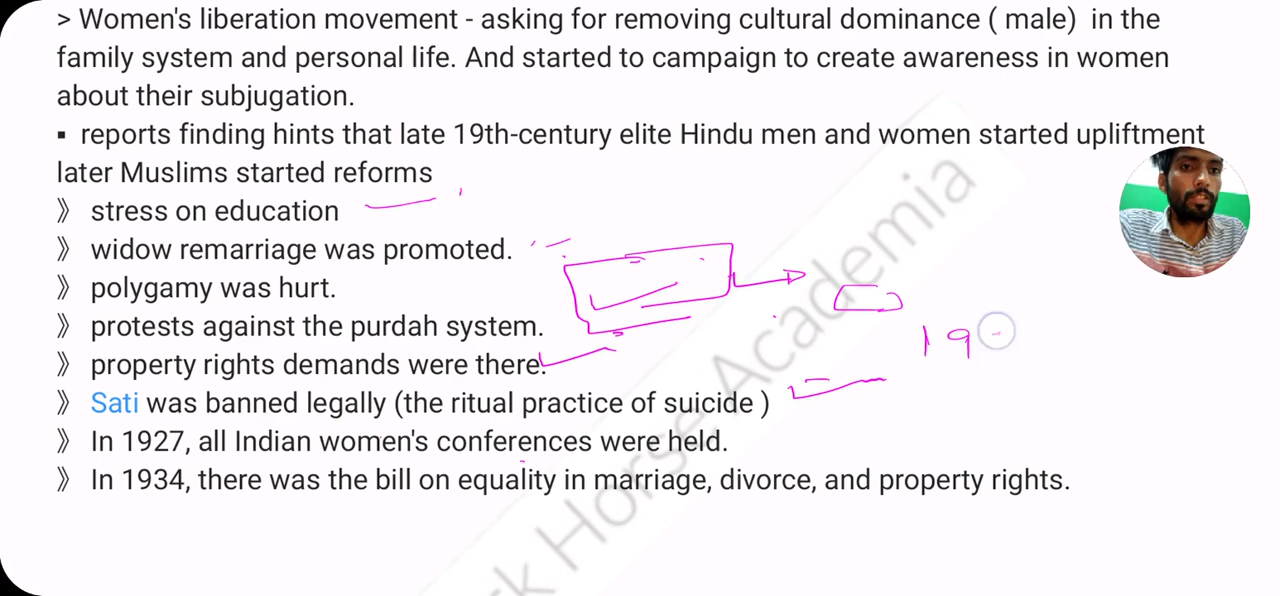 > Women's liberation movement - asking for removing cultural dominance ( male)  in the
family system and personal life. And started to campaign to create awareness in women
about their subjugation.
▪ reports finding hints that late 19th-century elite Hindu men and women started upliftment
later Muslims started reforms
》 stress on education
》 widow remarriage was promoted.
》 polygamy was hurt.
》 protests against the purdah system.
19
》 property rights demands were there.
》 Sati was banned legally (the ritual practice of suicide )
》 In 1927, all Indian women's conferences were held.
》 In 1934, there was the bill on equality in marriage, divorce, and property rights.
k Horse Academia